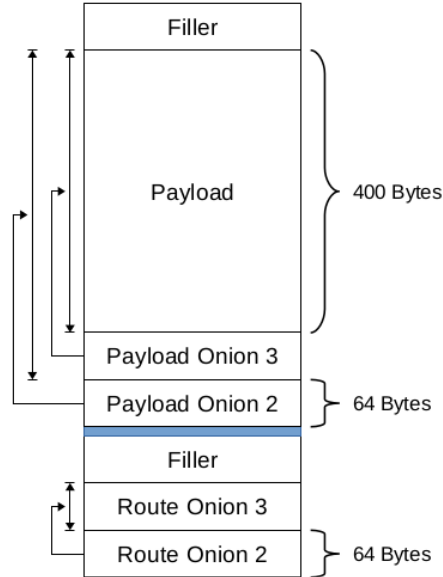 Filler
Payload
400 Bytes
Payload Onion 3
Payload Onion 2
64 Bytes
Filler
Route Onion 3
Route Onion 2
64 Bytes